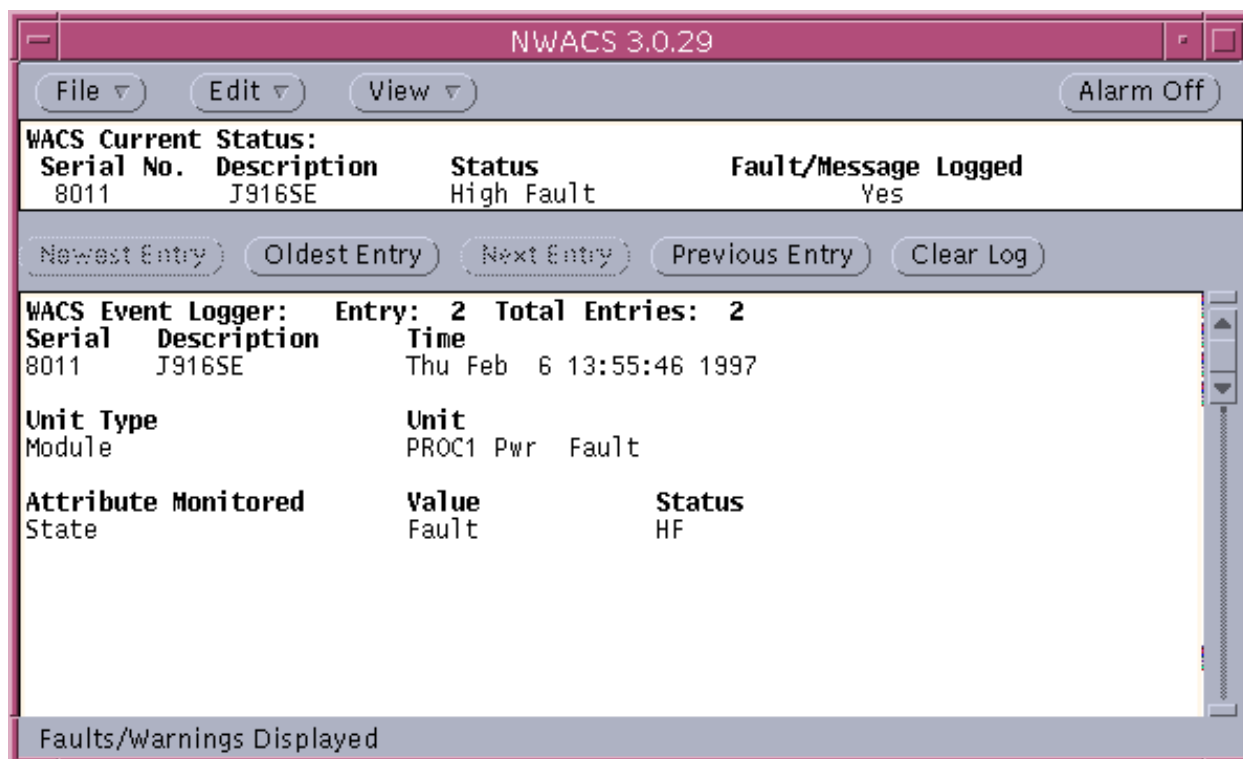 NWACS 3.0.29
File Edit View Alarm Off
WACS Current Status:
Serial No. Description Status Fault/Message Logged
8011 J916SE High Fault Yes
Newest Entry Oldest Entry Next Entry Previous Entry Clear Log
WACS Event Logger: Entry: 2 Total Entries: 2
Serial Description Time
8011 J916SE Thu Feb 6 13:55:46 1997
Unit Type Unit
Module PROC1 Pwr Fault
Attribute Monitored Value Status
State Fault HF
Faults/Warnings Displayed